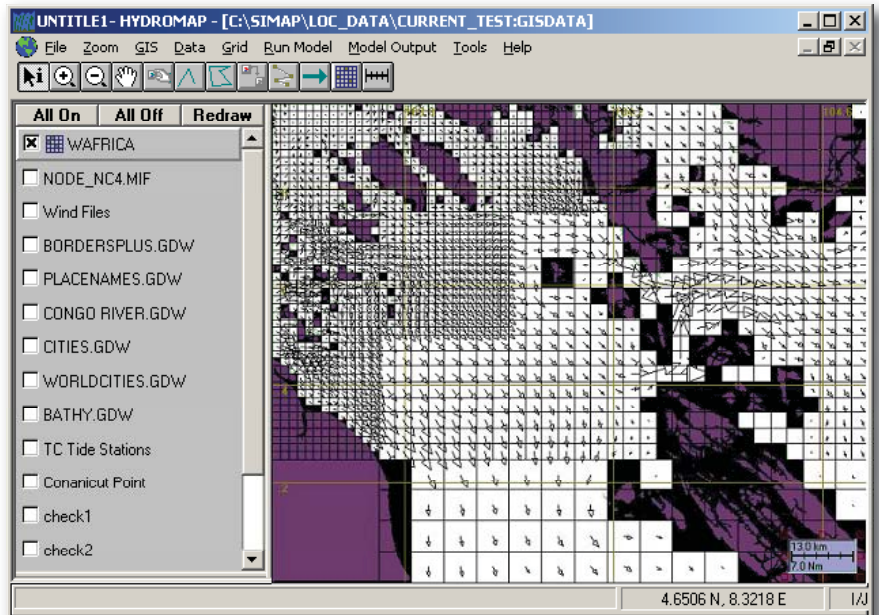 UNTITLE1- HYDROMAP - [C:\SIMAP\LOC_DATA\CURRENT_TEST:GISDATA]
File Zoom GIS Data Grid Run Model Model Output Tools Help
All On All Off Redraw
WAFRICA
NODE_NC4.MIF
Wind Files
BORDERSPLUS.GDW
PLACENAMES.GDW
CONGO RIVER.GDW
CITIES.GDW
WORLDCITIES.GDW
BATHY.GDW
TC Tide Stations
Conanicut Point
check1
check2
104.6
.2
13.0 km
7.0 Nm
4.6506 N, 8.3218 E
I/J